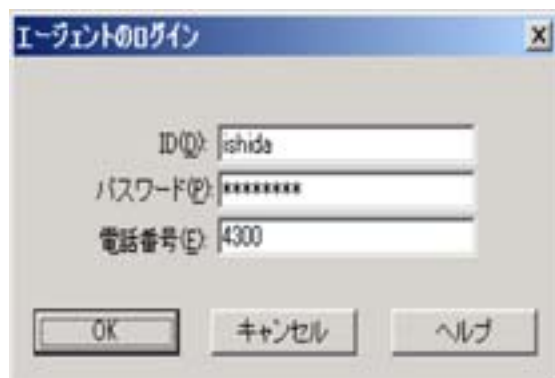 エージェントのログイン
ID(D): ishida
パスワード(P): ********
電話番号(E): 4300
OK キャンセル ヘルプ